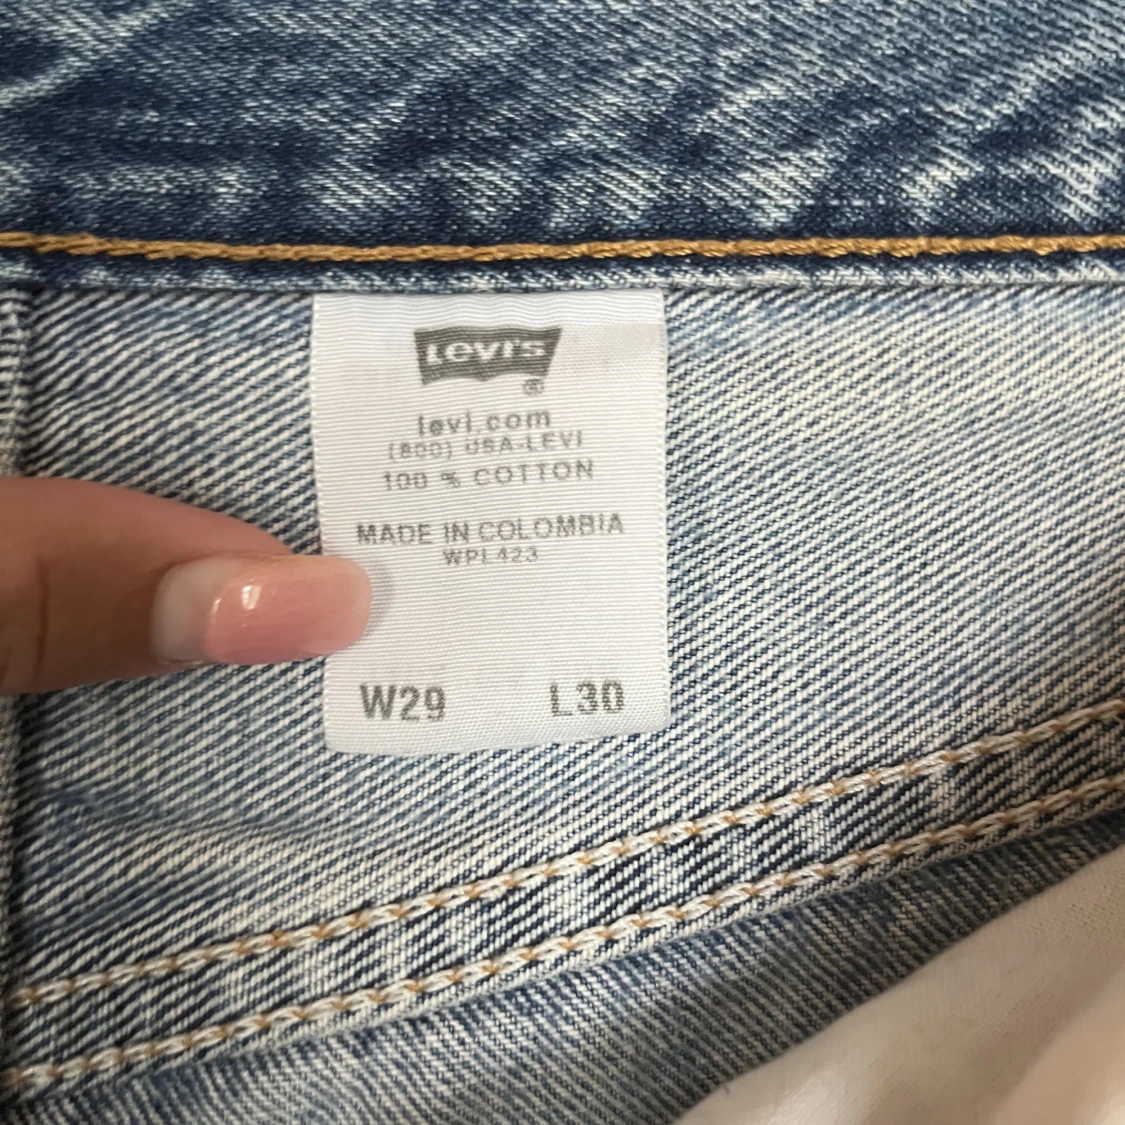 Levi's
®
levi.com
(800) USA-LEVI
100 % COTTON
MADE IN COLOMBIA
WPL423
W29 L30